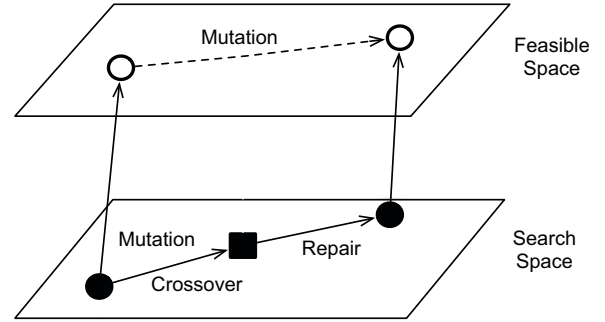 Mutation
Feasible
Space
Mutation
Repair
Crossover
Search
Space